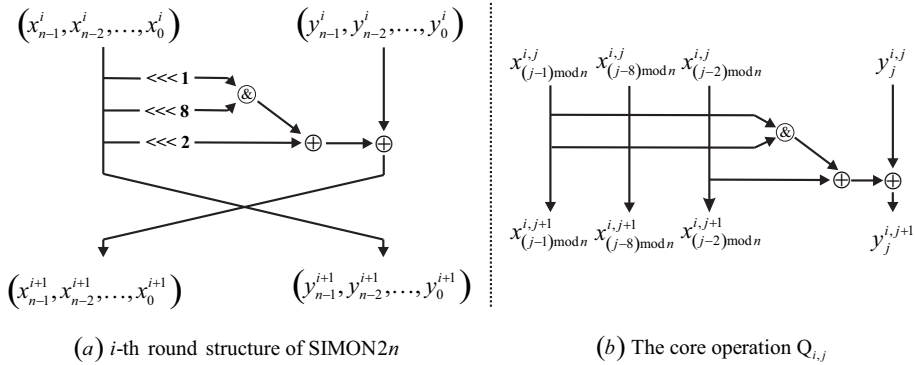 (x^i_{n-1}, x^i_{n-2}, ..., x^i_0) (y^i_{n-1}, y^i_{n-2}, ..., y^i_0)
<<< 1
&
<<< 8
<<< 2
⊕ ⊕
(x^{i+1}_{n-1}, x^{i+1}_{n-2}, ..., x^{i+1}_0) (y^{i+1}_{n-1}, y^{i+1}_{n-2}, ..., y^{i+1}_0)
(a) i-th round structure of SIMON2n
x^{i,j}_{(j-1)mod n} x^{i,j}_{(j-8)mod n} x^{i,j}_{(j-2)mod n} y^{i,j}_j
&
⊕ ⊕
x^{i,j+1}_{(j-1)mod n} x^{i,j+1}_{(j-8)mod n} x^{i,j+1}_{(j-2)mod n} y^{i,j+1}_j
(b) The core operation Q_{i,j}